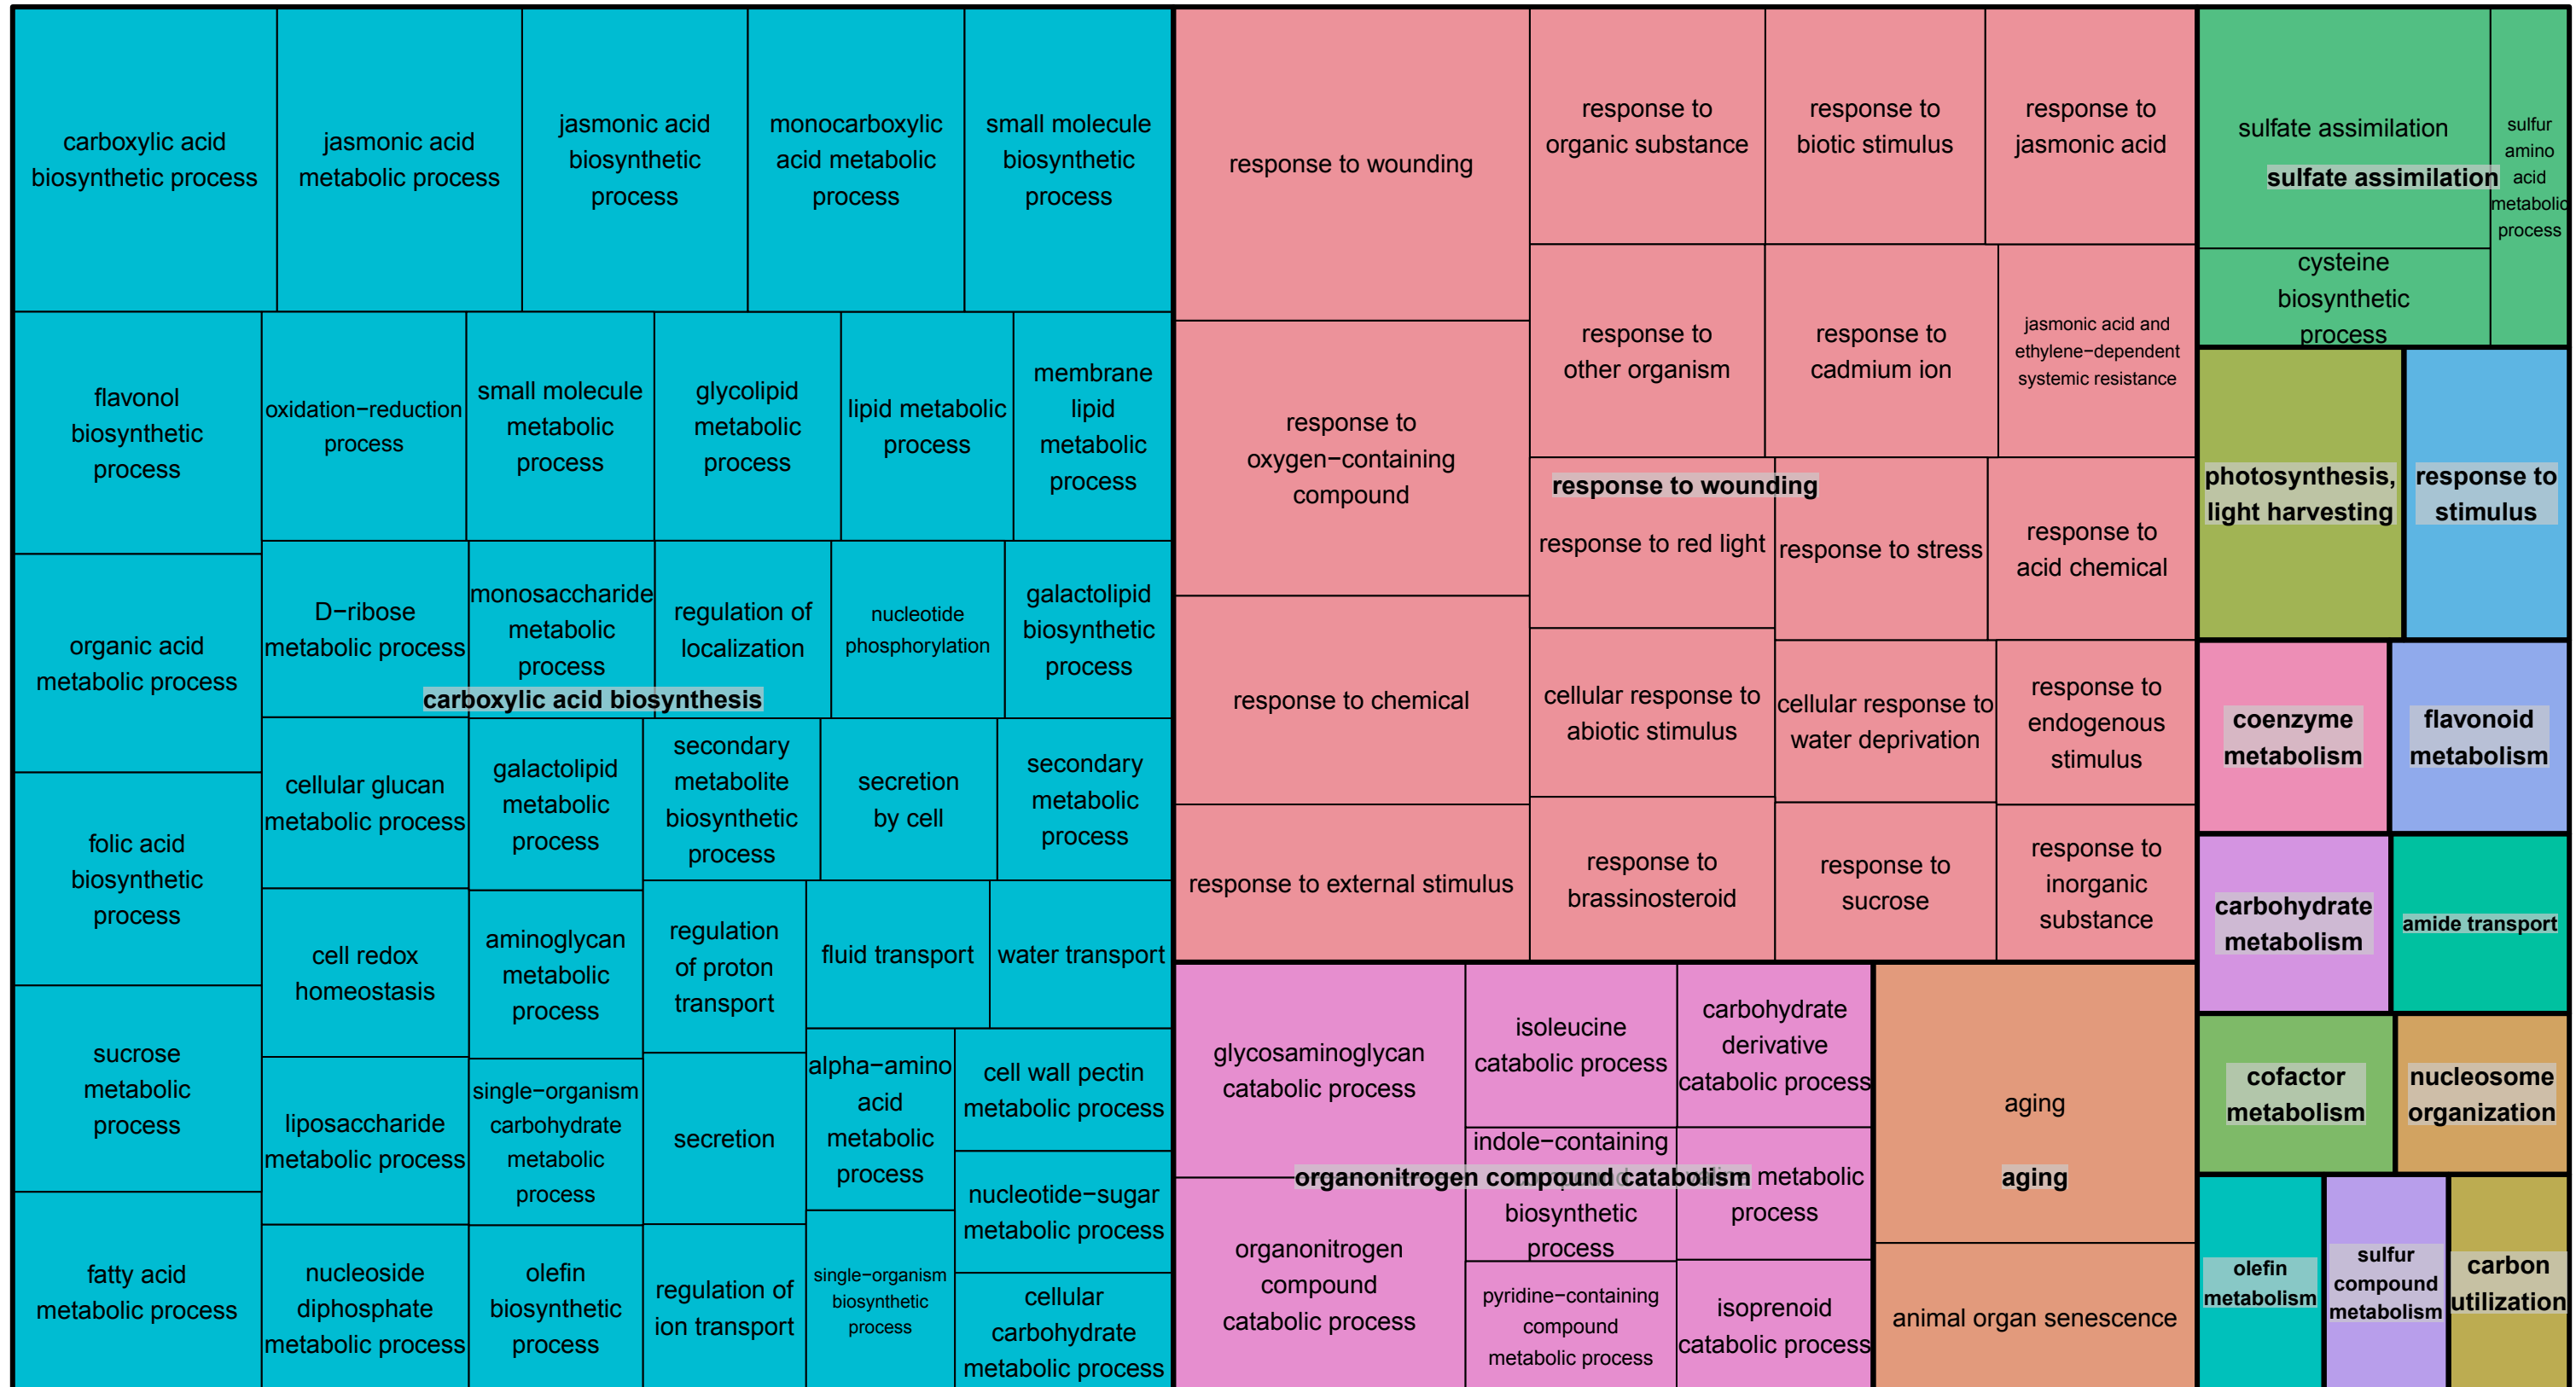 carboxylic acid
biosynthetic process
jasmonic acid
metabolic process
jasmonic acid
biosynthetic
process
monocarboxylic
acid metabolic
process
small molecule
biosynthetic
process
flavonol
biosynthetic
process
oxidation−reduction
process
small molecule
metabolic
process
glycolipid
metabolic
process
lipid metabolic
process
membrane
lipid
metabolic
process
organic acid
metabolic process
D−ribose
metabolic process
monosaccharide
metabolic
process
regulation of
localization
nucleotide
phosphorylation
galactolipid
biosynthetic
process
carboxylic acid biosynthesis
folic acid
biosynthetic
process
cellular glucan
metabolic process
galactolipid
metabolic
process
secondary
metabolite
biosynthetic
process
secretion
by cell
secondary
metabolic
process
cell redox
homeostasis
aminoglycan
metabolic
process
regulation
of proton
transport
fluid transport
water transport
sucrose
metabolic
process
liposaccharide
metabolic process
single−organism
carbohydrate
metabolic
process
secretion
alpha−amino
acid
metabolic
process
cell wall pectin
metabolic process
nucleotide−sugar
metabolic process
fatty acid
metabolic process
nucleoside
diphosphate
metabolic process
olefin
biosynthetic
process
regulation of
ion transport
single−organism
biosynthetic
process
cellular
carbohydrate
metabolic process
response to wounding
response to
organic substance
response to
biotic stimulus
response to
jasmonic acid
response to
oxygen−containing
compound
response to
other organism
response to
cadmium ion
jasmonic acid and
ethylene−dependent
systemic resistance
response to wounding
response to red light
response to stress
response to
acid chemical
response to chemical
cellular response to
abiotic stimulus
cellular response to
water deprivation
response to
endogenous
stimulus
response to external stimulus
response to
brassinosteroid
response to
sucrose
response to
inorganic
substance
glycosaminoglycan
catabolic process
isoleucine
catabolic process
carbohydrate
derivative
catabolic process
indole−containing
compound
biosynthetic
process
metabolic
process
organonitrogen compound catabolism
organonitrogen
compound
catabolic process
pyridine−containing
compound
metabolic process
isoprenoid
catabolic process
aging
aging
animal organ senescence
sulfate assimilation
sulfate assimilation
sulfur
amino
acid
metabolic
process
cysteine
biosynthetic
process
photosynthesis,
light harvesting
response to
stimulus
coenzyme
metabolism
flavonoid
metabolism
carbohydrate
metabolism
amide transport
cofactor
metabolism
nucleosome
organization
olefin
metabolism
sulfur
compound
metabolism
carbon
utilization